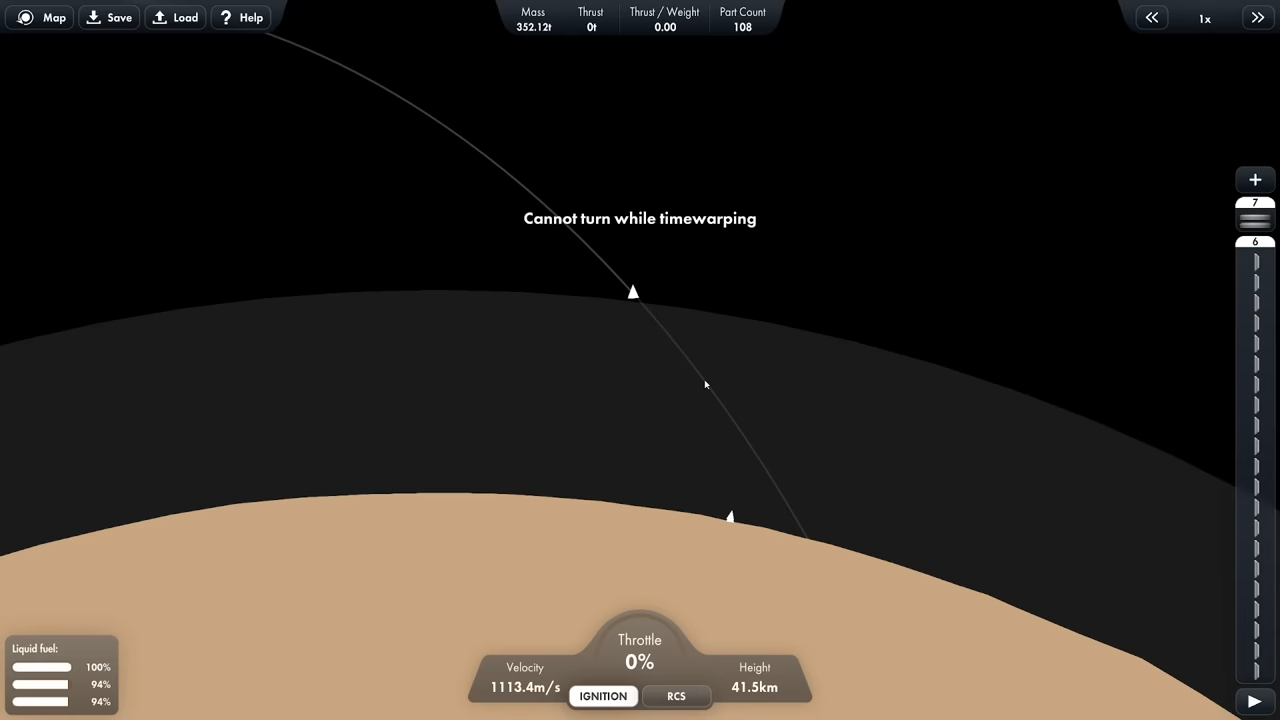 Map
Save
Load
Help
Mass
352.12t
Thrust
0t
Thrust / Weight
0.00
Part Count
108
1x
Cannot turn while timewarping
7
6
Liquid fuel:
100%
94%
94%
Throttle
0%
Velocity
1113.4m/s
Height
41.5km
IGNITION
RCS